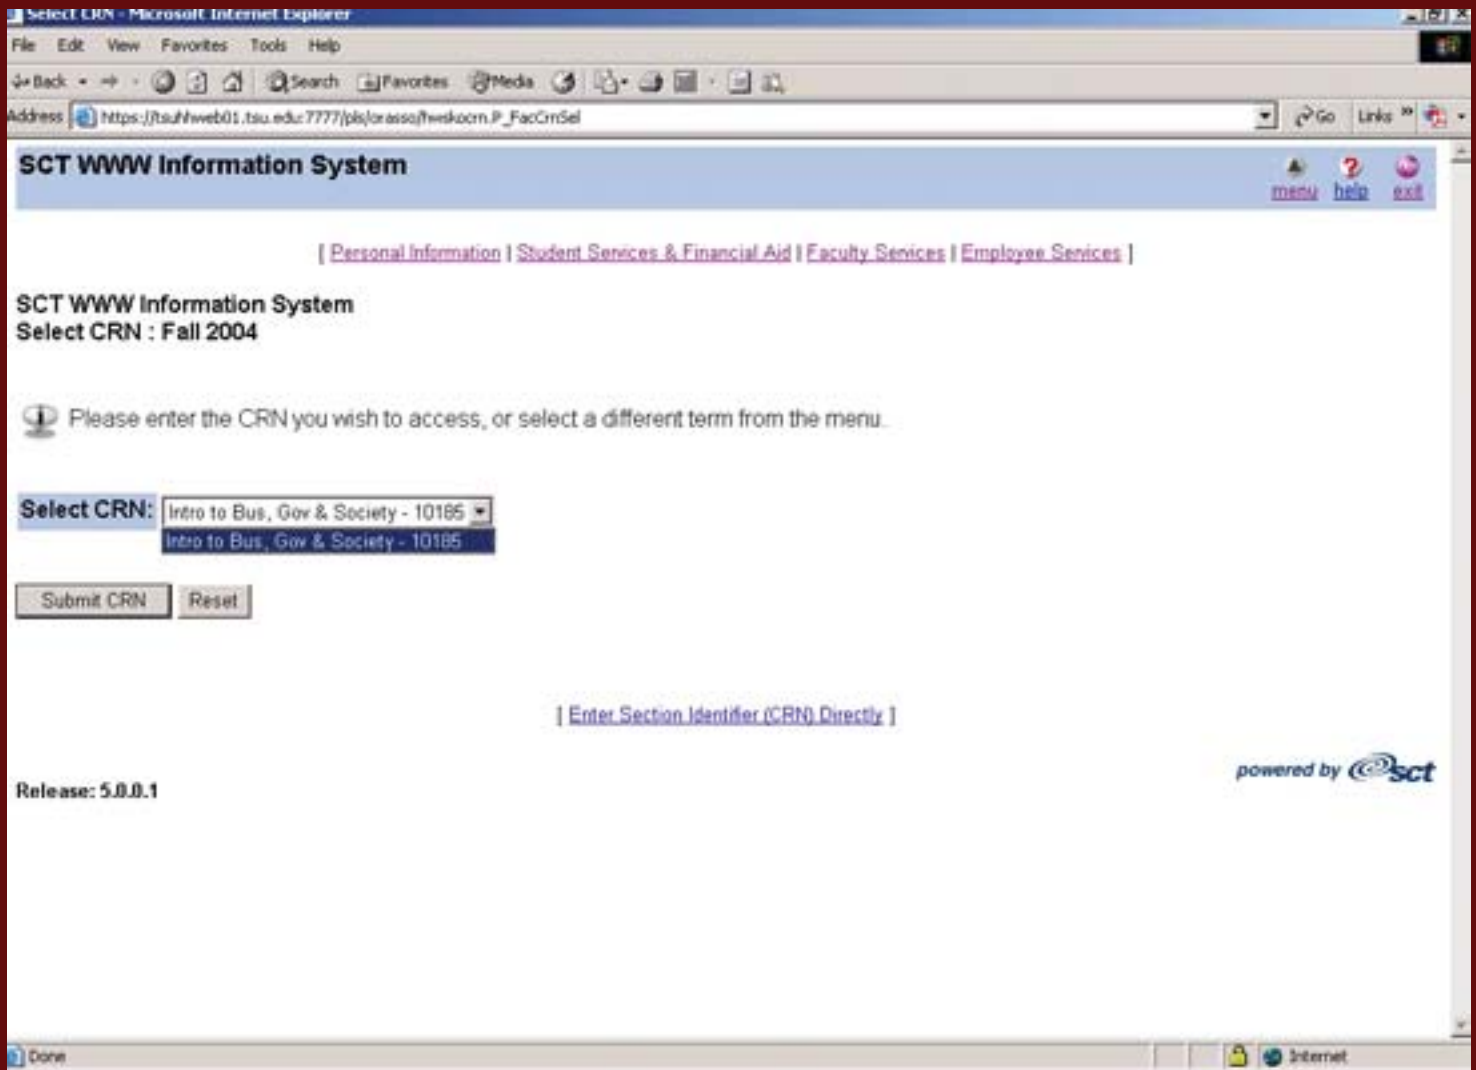 Select CRN - Microsoft Internet Explorer
File Edit View Favorites Tools Help
Back Search Favorites Media
Address https://tsuhlweb01.tsu.edu:7777/pls/orasso/hwskocrn.P_FacCrnSel Go Links »
SCT WWW Information System
menu help exit
[ Personal Information | Student Services & Financial Aid | Faculty Services | Employee Services ]
SCT WWW Information System
Select CRN : Fall 2004
Please enter the CRN you wish to access, or select a different term from the menu.
Select CRN: Intro to Bus, Gov & Society - 10185
Intro to Bus, Gov & Society - 10185
Submit CRN Reset
[ Enter Section Identifier (CRN) Directly ]
powered by sct
Release: 5.0.0.1
Done Internet